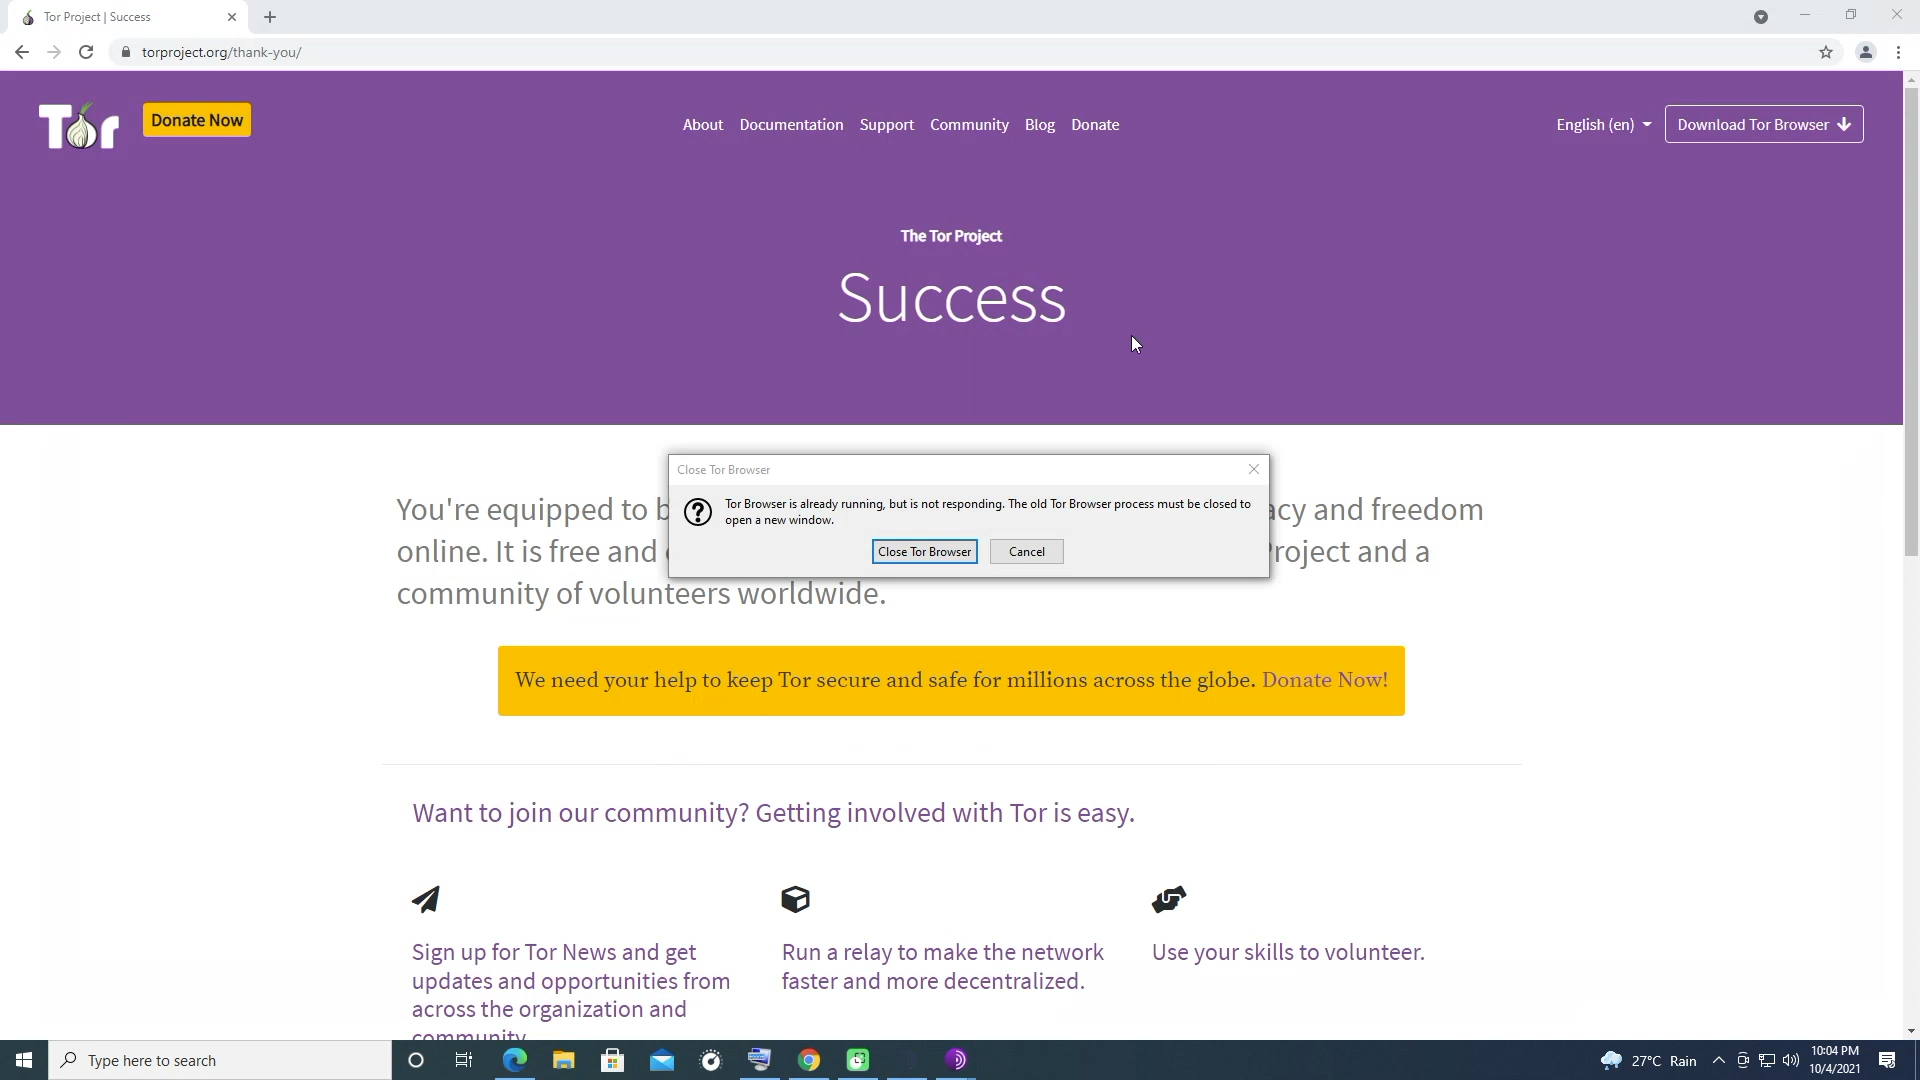 Tor Project | Success
torproject.org/thank-you/
Tor
Donate Now
About Documentation Support Community Blog Donate
English (en)
Download Tor Browser
The Tor Project
Success
You're equipped to b
acy and freedom
online. It is free and
Project and a
community of volunteers worldwide.
Close Tor Browser
Tor Browser is already running, but is not responding. The old Tor Browser process must be closed to
open a new window.
Close Tor Browser
Cancel
We need your help to keep Tor secure and safe for millions across the globe. Donate Now!
Want to join our community? Getting involved with Tor is easy.
Sign up for Tor News and get
updates and opportunities from
across the organization and
community.
Run a relay to make the network
faster and more decentralized.
Use your skills to volunteer.
Type here to search
27°C Rain
10:04 PM
10/4/2021